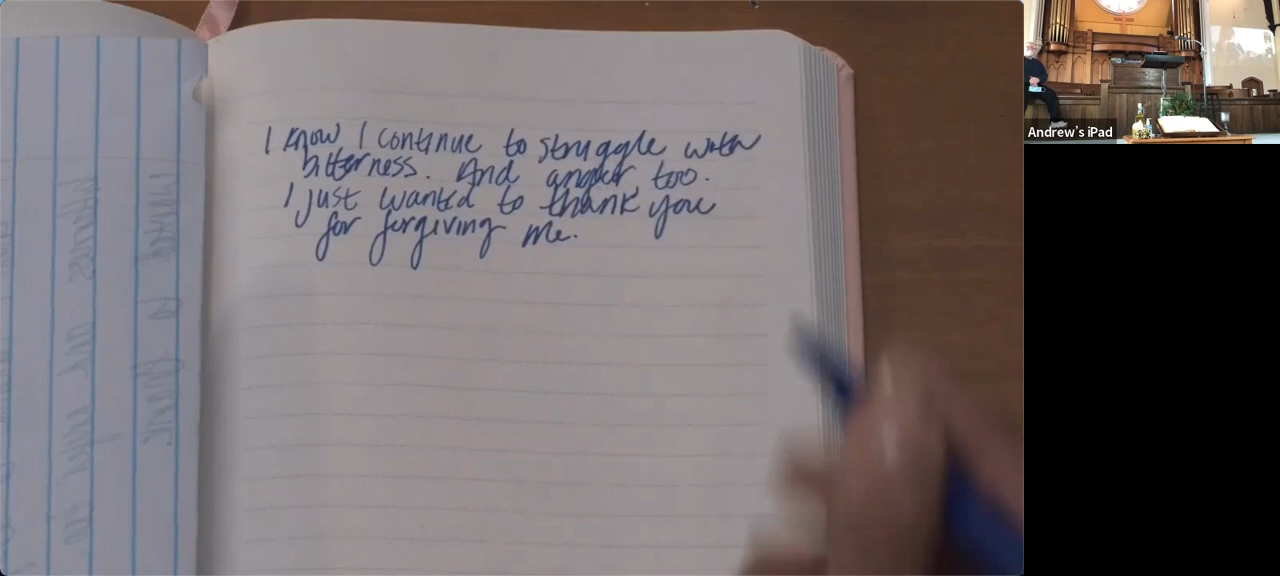 I know I continue to struggle with
bitterness. And anger, too.
I just wanted to thank you
for forgiving me.
Andrew's iPad